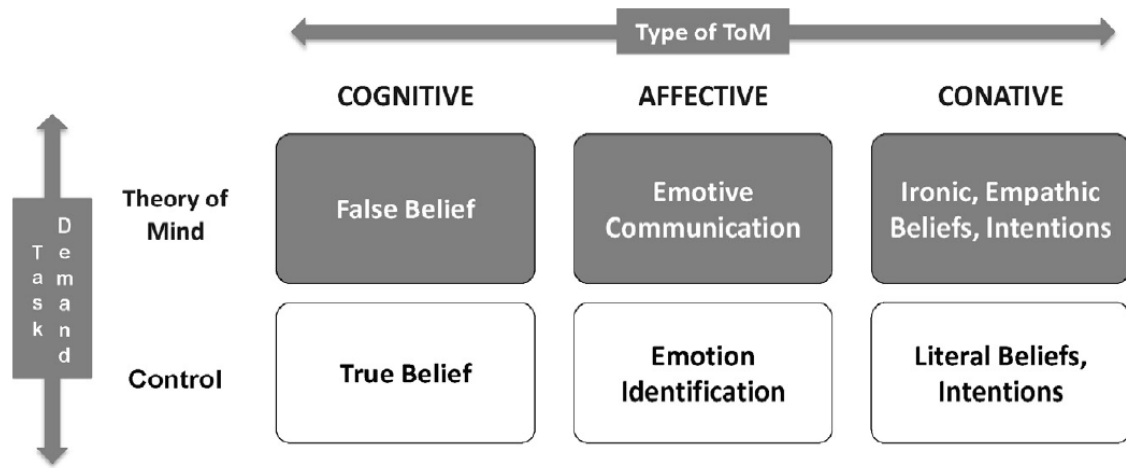 Type of ToM
COGNITIVE
AFFECTIVE
CONATIVE
Task
Demand
Theory of
Mind
False Belief
Emotive
Communication
Ironic, Empathic
Beliefs, Intentions
Control
True Belief
Emotion
Identification
Literal Beliefs,
Intentions